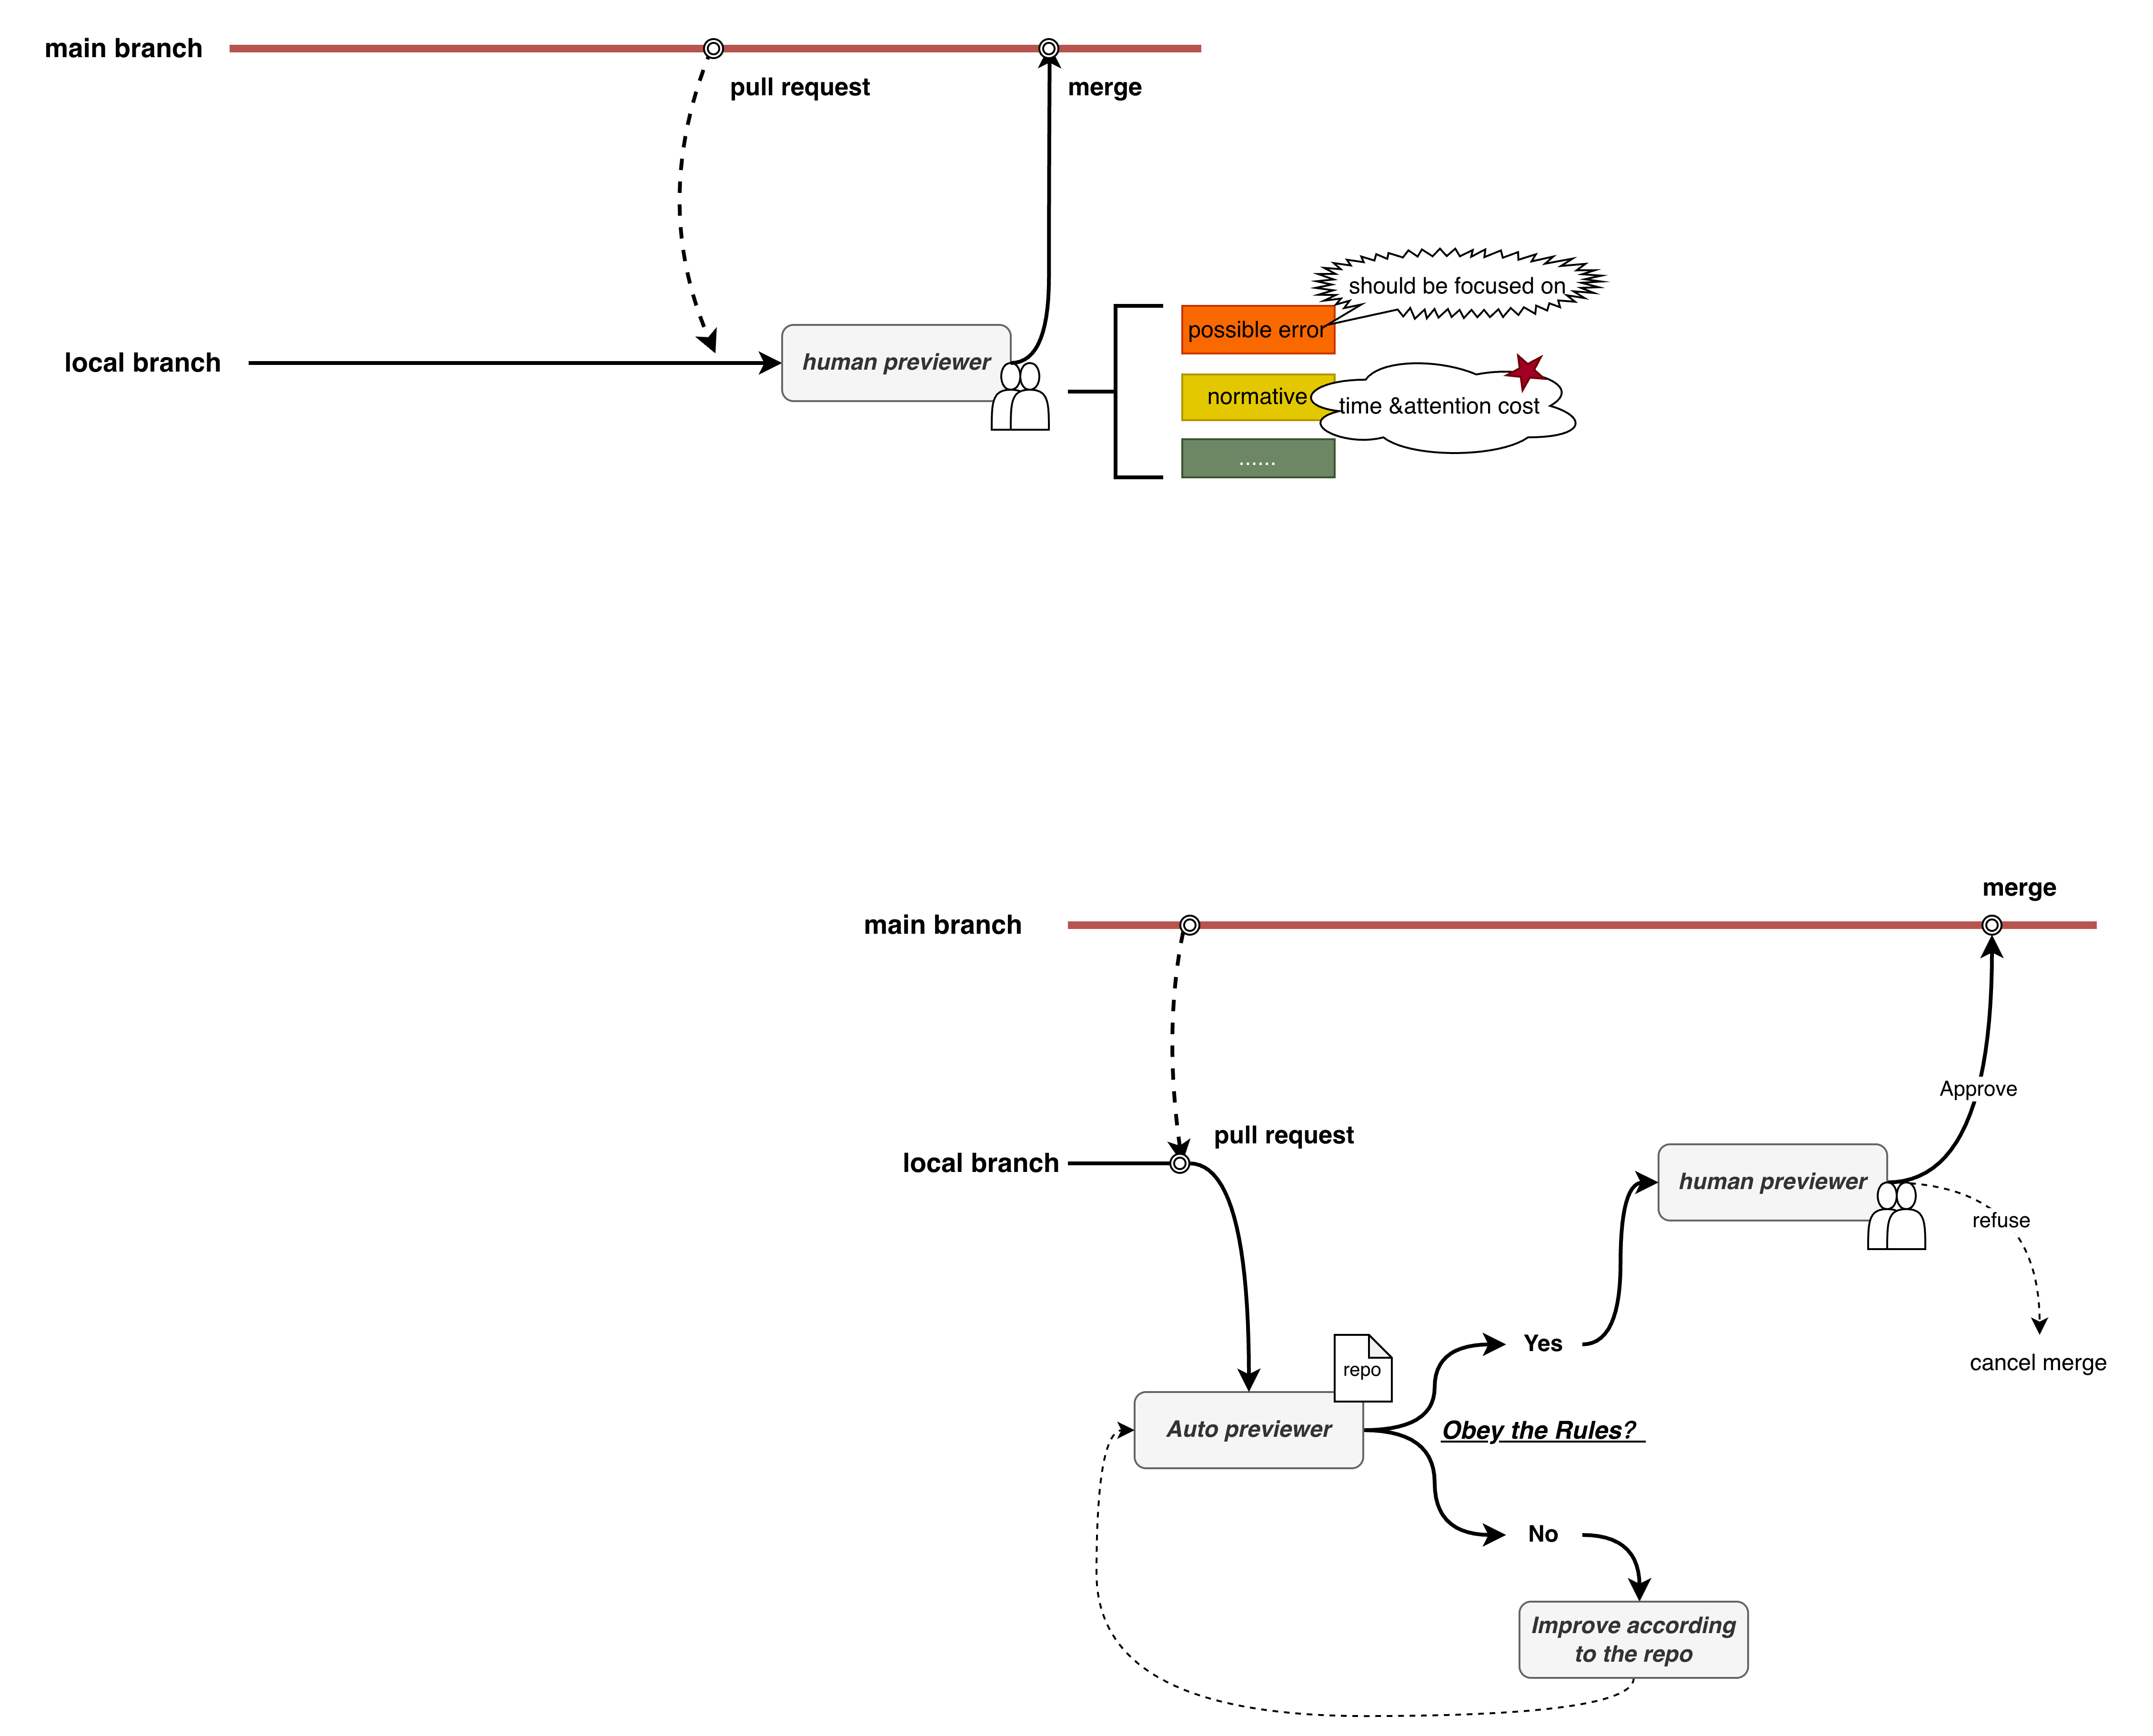 main branch
pull request
merge
should be focused on
possible error
local branch
human previewer
normative
time &attention cost
......
merge
main branch
Approve
pull request
local branch
human previewer
refuse
Yes
cancel merge
repo
Auto previewer
Obey the Rules?
No
Improve according
to the repo